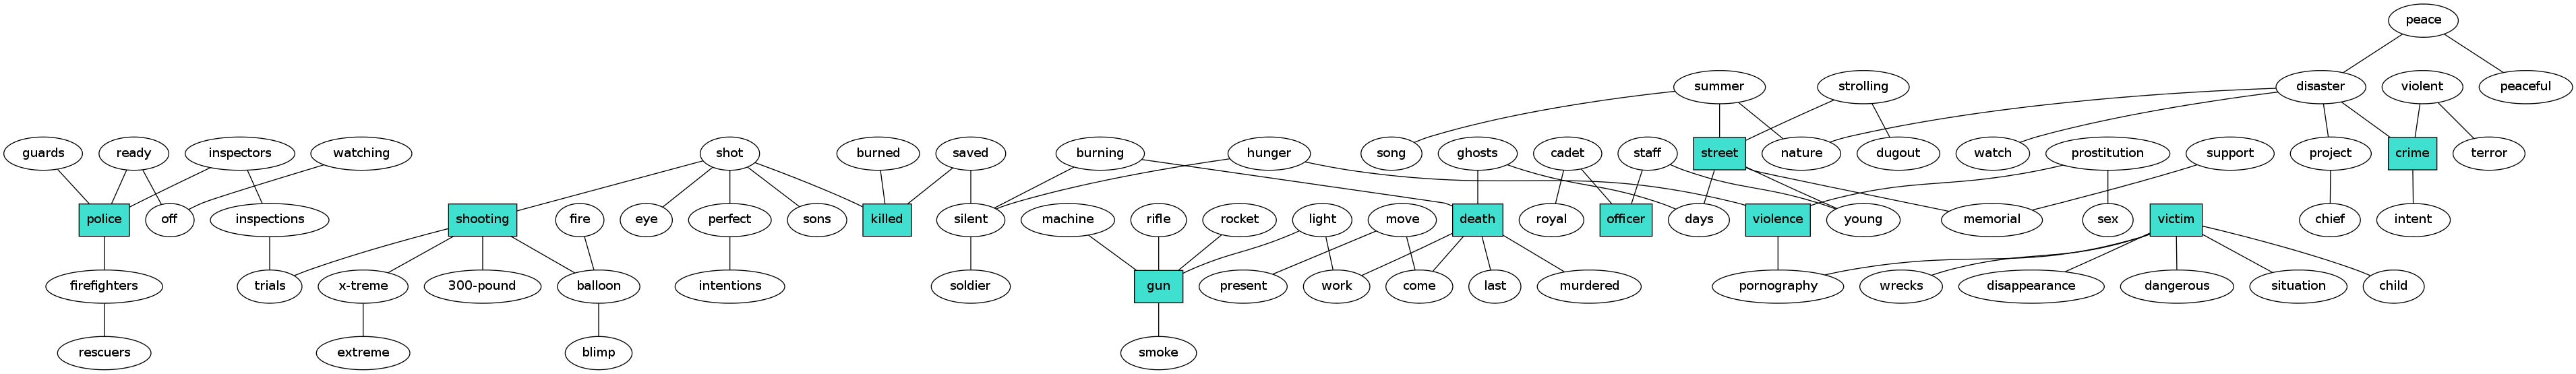 peace
summer
strolling
disaster
violent
peaceful
guards
ready
inspectors
watching
shot
burned
saved
burning
hunger
song
ghosts
cadet
staff
street
nature
dugout
watch
prostitution
support
project
crime
terror
police
off
inspections
shooting
fire
eye
perfect
sons
killed
silent
machine
rifle
rocket
light
move
death
royal
officer
days
violence
young
memorial
sex
victim
chief
intent
firefighters
trials
x-treme
300-pound
balloon
intentions
soldier
gun
present
work
come
last
murdered
pornography
wrecks
disappearance
dangerous
situation
child
rescuers
extreme
blimp
smoke